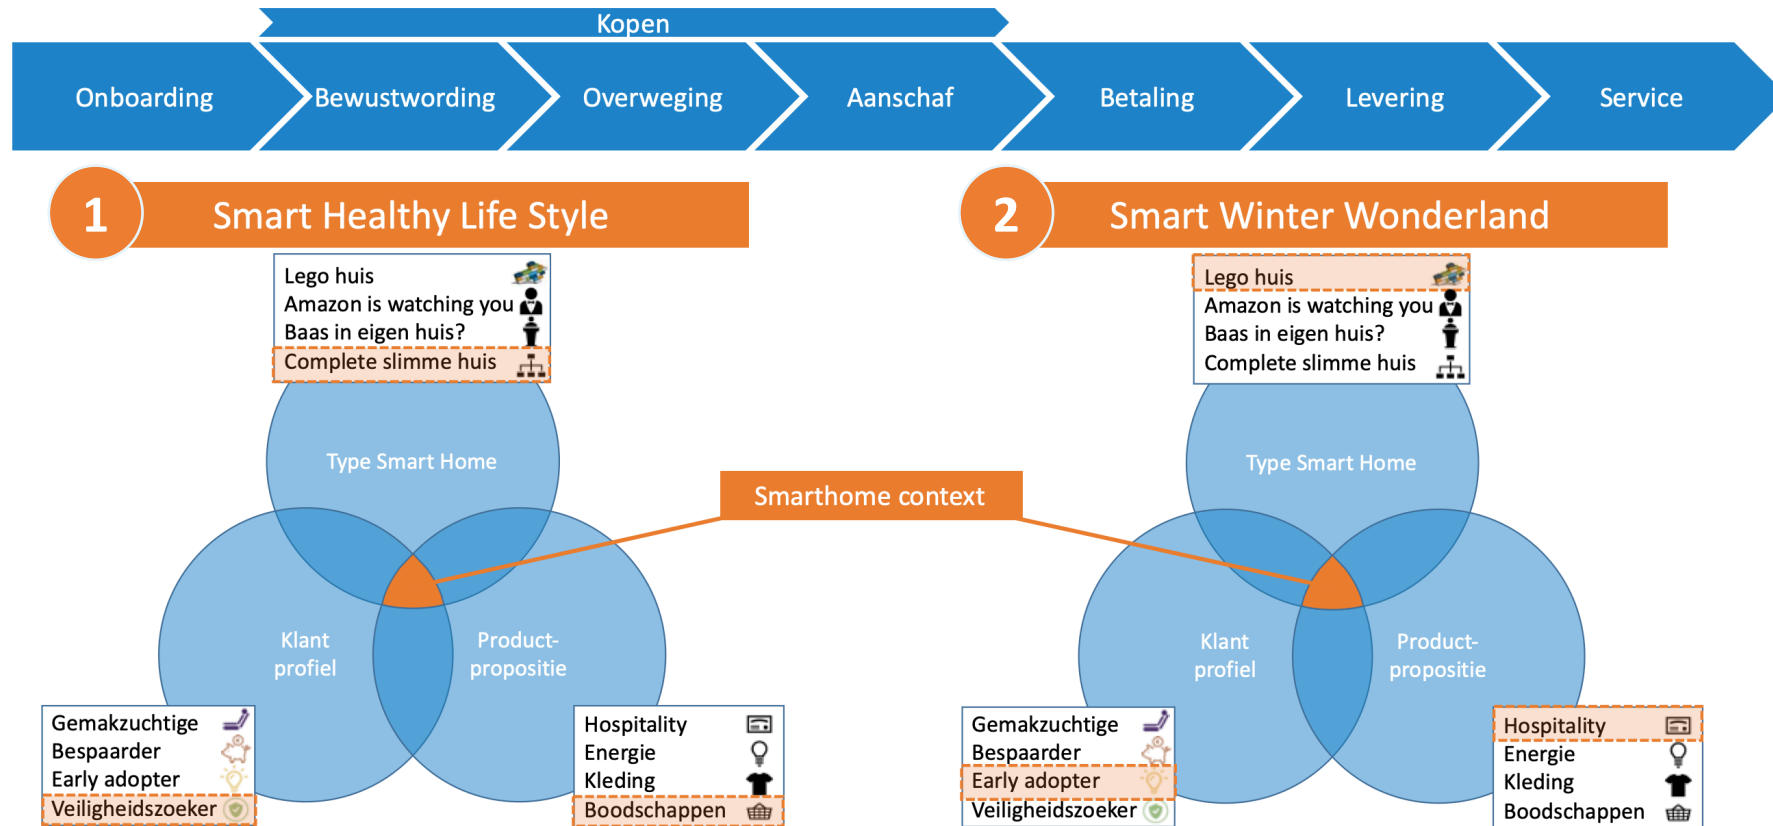 Kopen
Onboarding
Bewustwording
Overweging
Aanschaf
Betaling
Levering
Service
1
Smart Healthy Life Style
Lego huis
Amazon is watching you
Baas in eigen huis?
Complete slimme huis
Type Smart Home
Klant
profiel
Product-
propositie
Gemakzuchtige
Bespaarder
Early adopter
Veiligheidszoeker
Hospitality
Energie
Kleding
Boodschappen
Smarthome context
2
Smart Winter Wonderland
Lego huis
Amazon is watching you
Baas in eigen huis?
Complete slimme huis
Type Smart Home
Klant
profiel
Product-
propositie
Gemakzuchtige
Bespaarder
Early adopter
Veiligheidszoeker
Hospitality
Energie
Kleding
Boodschappen